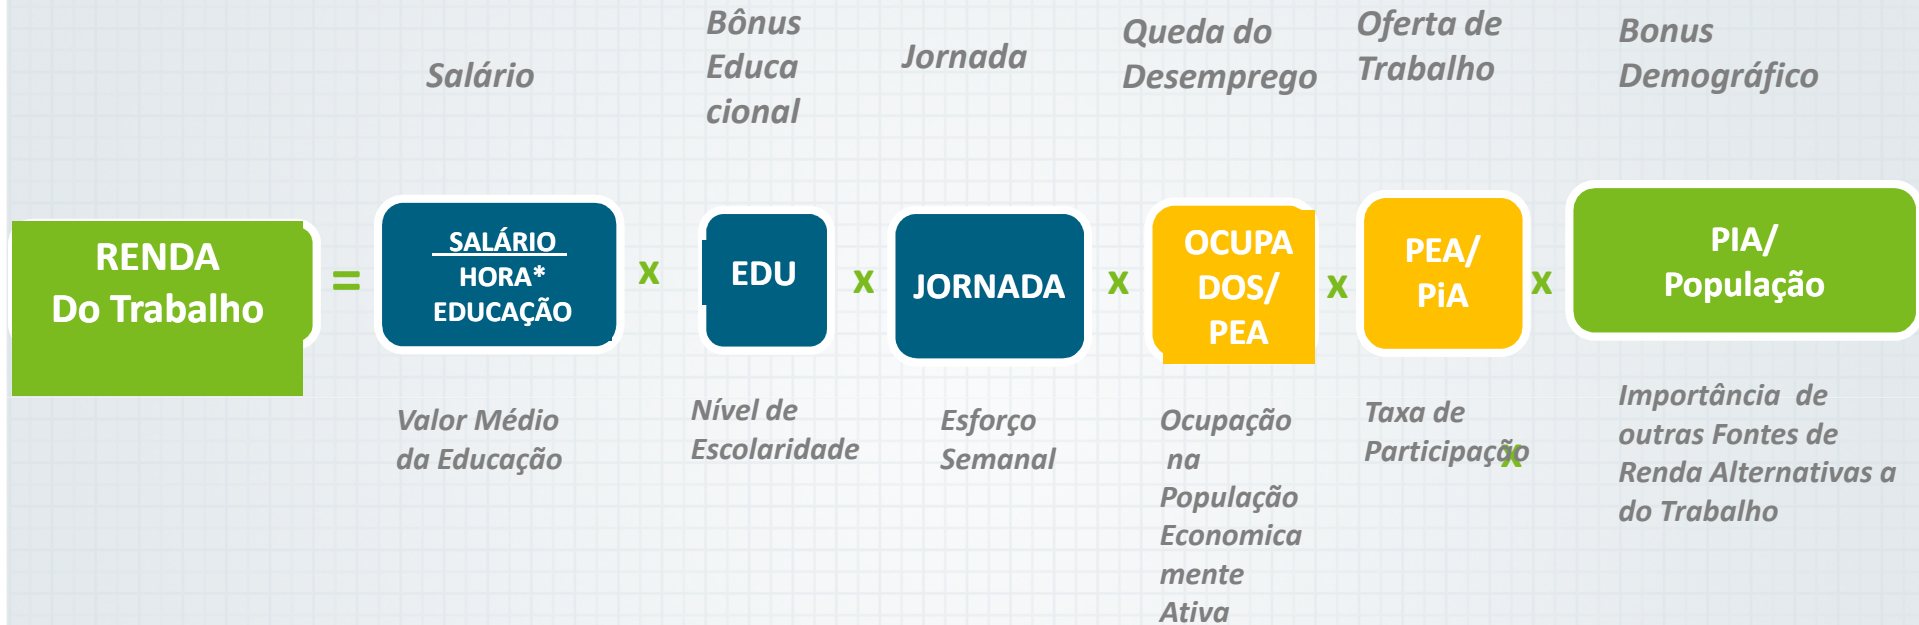 Salário
Bônus
Educa
cional
Jornada
Queda do
Desemprego
Oferta de
Trabalho
Bonus
Demográfico
RENDA
Do Trabalho
=
SALÁRIO
HORA*
EDUCAÇÃO
x
EDU
x
JORNADA
x
OCUPA
DOS/
PEA
x
PEA/
PiA
x
PIA/
População
Valor Médio
da Educação
Nível de
Escolaridade
Esforço
Semanal
Ocupação
na
População
Economica
mente
Ativa
Taxa de
Participação
x
Importância de
outras Fontes de
Renda Alternativas a
do Trabalho